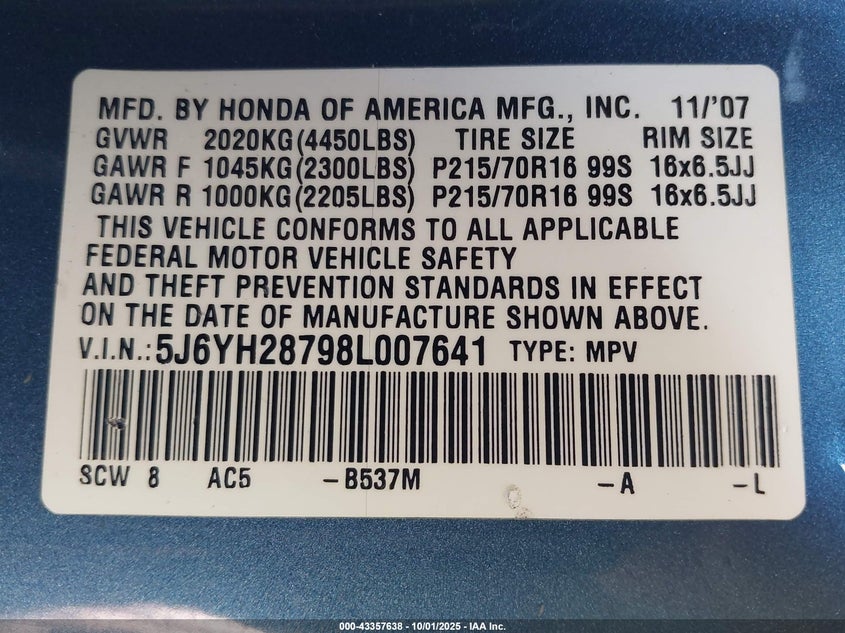 MFD. BY HONDA OF AMERICA MFG., INC. 11/'07
GVWR 2020KG(4450LBS) TIRE SIZE RIM SIZE
GAWR F 1045KG(2300LBS) P215/70R16 99S 16x6.5JJ
GAWR R 1000KG(2205LBS) P215/70R16 99S 16x6.5JJ
THIS VEHICLE CONFORMS TO ALL APPLICABLE
FEDERAL MOTOR VEHICLE SAFETY
AND THEFT PREVENTION STANDARDS IN EFFECT
ON THE DATE OF MANUFACTURE SHOWN ABOVE.
V.I.N.: 5J6YH28798L007641 TYPE: MPV
SCW 8 AC5 -B537M -A -L
000-43357638 - 10/01/2025 - IAA Inc.